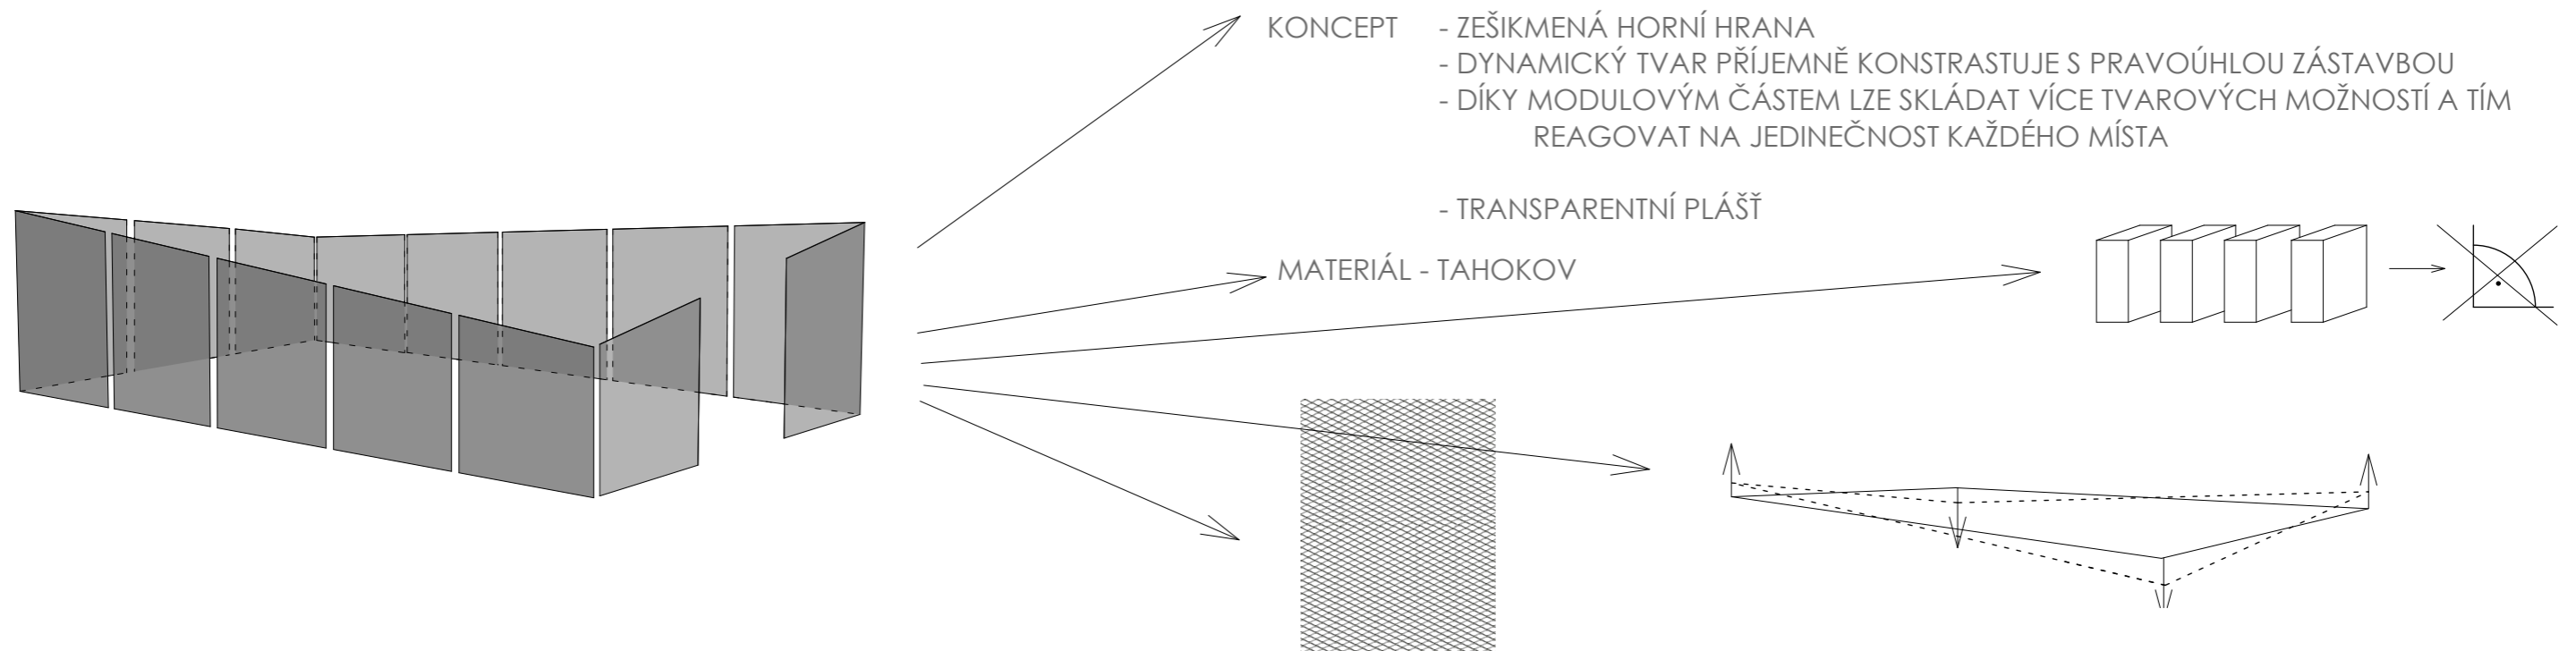 KONCEPT - ZEŠIKMENÁ HORNÍ HRANA
- DYNAMICKÝ TVAR PŘÍJEMNĚ KONSTRASTUJE S PRAVOÚHLOU ZÁSTAVBOU
- DÍKY MODULOVÝM ČÁSTEM LZE SKLÁDAT VÍCE TVAROVÝCH MOŽNOSTÍ A TÍM
REAGOVAT NA JEDINEČNOST KAŽDÉHO MÍSTA
- TRANSPARENTNÍ PLÁŠŤ
MATERIÁL - TAHOKOV